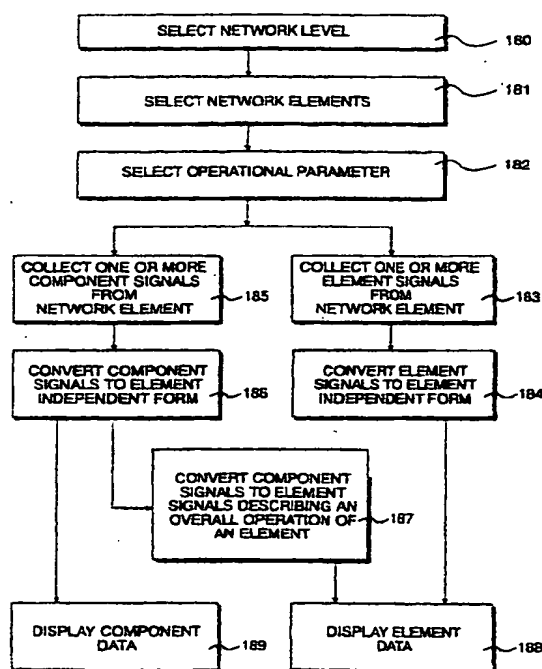 SELECT NETWORK LEVEL
180
SELECT NETWORK ELEMENTS
181
SELECT OPERATIONAL PARAMETER
182
COLLECT ONE OR MORE
COMPONENT SIGNALS
FROM
NETWORK ELEMENT
185
COLLECT ONE OR MORE
ELEMENT SIGNALS
FROM
NETWORK ELEMENT
183
CONVERT COMPONENT
SIGNALS TO ELEMENT
INDEPENDENT FORM
186
CONVERT ELEMENT
SIGNALS TO ELEMENT
INDEPENDENT FORM
184
CONVERT COMPONENT
SIGNALS TO ELEMENT
SIGNALS DESCRIBING AN
OVERALL OPERATION OF
AN ELEMENT
187
DISPLAY COMPONENT
DATA
189
DISPLAY ELEMENT
DATA
188